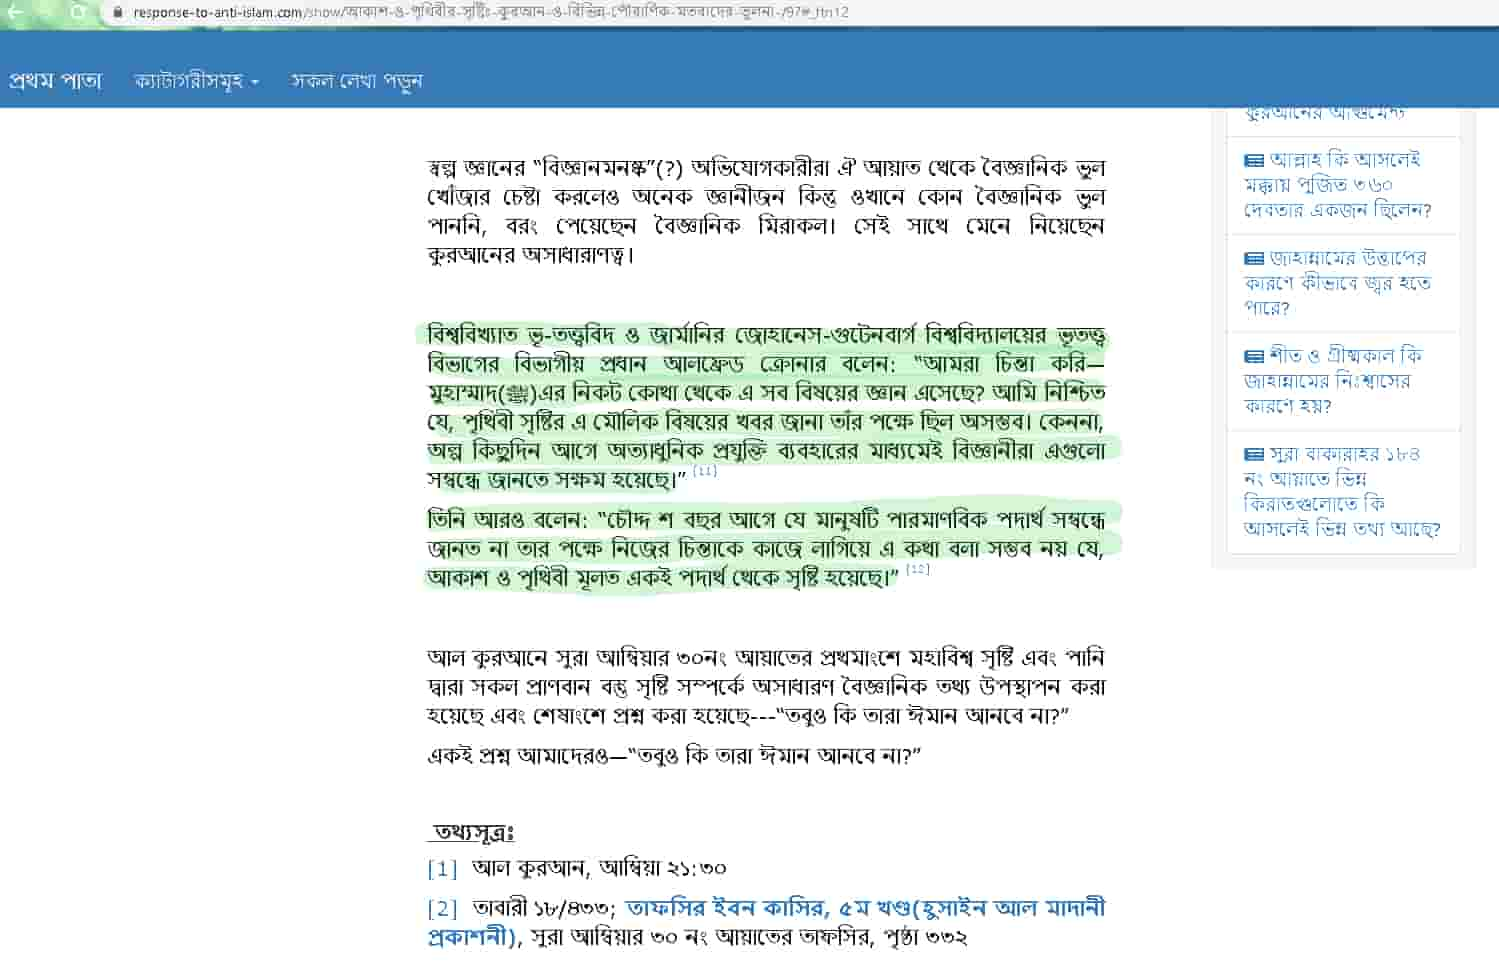 response-to-anti-islam.com/show/আকাশ-ও-পৃথিবীর-সৃষ্টিঃ-কুরআন-ও-বিভিন্ন-পৌরাণিক-মতবাদের-তুলনা-/97#_ftn12
প্রথম পাতা ক্যাটাগরীসমূহ সকল লেখা পড়ুন
স্বল্প জ্ঞানের “বিজ্ঞানমনষ্ক”(?) অভিযোগকারীরা ঐ আয়াত থেকে বৈজ্ঞানিক ভুল
খোঁজার চেষ্টা করলেও অনেক জ্ঞানীজন কিন্তু ওখানে কোন বৈজ্ঞানিক ভুল
পাননি, বরং পেয়েছেন বৈজ্ঞানিক মিরাকল। সেই সাথে মেনে নিয়েছেন
কুরআনের অসাধারাণত্ব।
বিশ্ববিখ্যাত ভূ-তত্ত্ববিদ ও জার্মানির জোহানেস-গুটেনবার্গ বিশ্ববিদ্যালয়ের ভূতত্ত্ব
বিভাগের বিভাগীয় প্রধান আলফ্রেড ক্রোনার বলেন: “আমরা চিন্তা করি—
মুহাম্মাদ(ﷺ)এর নিকট কোথা থেকে এ সব বিষয়ের জ্ঞান এসেছে? আমি নিশ্চিত
যে, পৃথিবী সৃষ্টির এ মৌলিক বিষয়ের খবর জানা তাঁর পক্ষে ছিল অসম্ভব। কেননা,
অল্প কিছুদিন আগে অত্যাধুনিক প্রযুক্তি ব্যবহারের মাধ্যমেই বিজ্ঞানীরা এগুলো
সম্বন্ধে জানতে সক্ষম হয়েছে।” [11]
তিনি আরও বলেন: “চৌদ্দ শ বছর আগে যে মানুষটি পারমাণবিক পদার্থ সম্বন্ধে
জানত না তার পক্ষে নিজের চিন্তাকে কাজে লাগিয়ে এ কথা বলা সম্ভব নয় যে,
আকাশ ও পৃথিবী মূলত একই পদার্থ থেকে সৃষ্টি হয়েছে।” [12]
আল কুরআনে সুরা আম্বিয়ার ৩০নং আয়াতের প্রথমাংশে মহাবিশ্ব সৃষ্টি এবং পানি
দ্বারা সকল প্রাণবান বস্তু সৃষ্টি সম্পর্কে অসাধারণ বৈজ্ঞানিক তথ্য উপস্থাপন করা
হয়েছে এবং শেষাংশে প্রশ্ন করা হয়েছে---“তবুও কি তারা ঈমান আনবে না?”
একই প্রশ্ন আমাদেরও—“তবুও কি তারা ঈমান আনবে না?”
তথ্যসূত্রঃ
[1] আল কুরআন, আম্বিয়া ২১:৩০
[2] তাবারী ১৮/৪৩৩; তাফসির ইবন কাসির, ৫ম খণ্ড(হুসাইন আল মাদানী
প্রকাশনী), সুরা আম্বিয়ার ৩০ নং আয়াতের তাফসির, পৃষ্ঠা ৩৩২
কুরআনের আর্গুমেন্ট
আল্লাহ কি আসলেই
মক্কায় পুজিত ৩৬০
দেবতার একজন ছিলেন?
জাহান্নামের উত্তাপের
কারণে কীভাবে জ্বর হতে
পারে?
শীত ও গ্রীষ্মকাল কি
জাহান্নামের নিঃশ্বাসের
কারণে হয়?
সুরা বাকারাহর ১৮৪
নং আয়াতে ভিন্ন
কিরাতগুলোতে কি
আসলেই ভিন্ন তথ্য আছে?